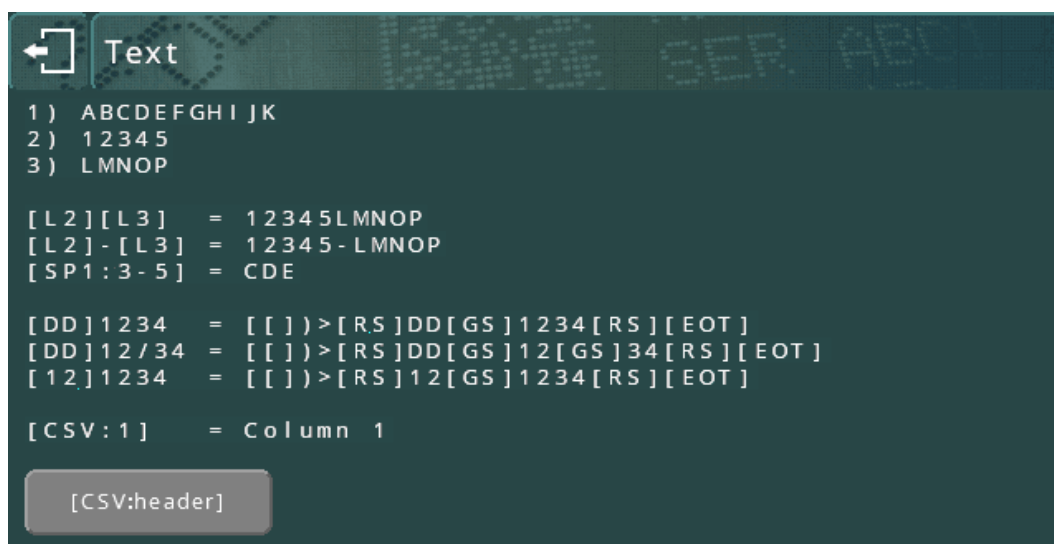 Text
SER ABC
1) ABCDEFGHIJK
2) 12345
3) LMNOP
[L2][L3] = 12345LMNOP
[L2]-[L3] = 12345-LMNOP
[SP1:3-5] = CDE
[DD]1234 = [[])>[RS]DD[GS]1234[RS][EOT]
[DD]12/34 = [[])>[RS]DD[GS]12[GS]34[RS][EOT]
[12]1234 = [[])>[RS]12[GS]1234[RS][EOT]
[CSV:1] = Column 1
[CSV:header]